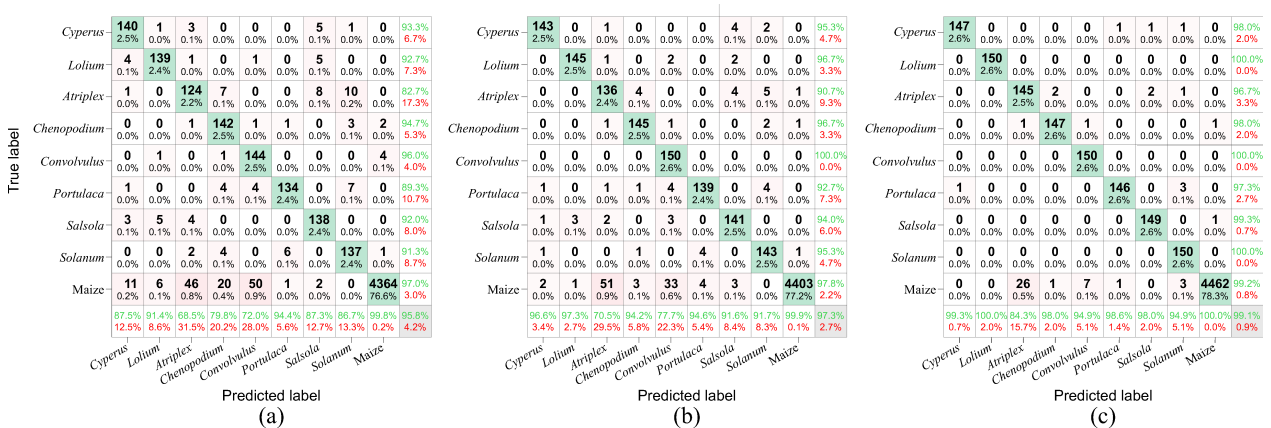 True label
Cyperus 140 1 3 0 0 0 5 1 0 93.3%
2.5% 0.0% 0.1% 0.0% 0.0% 0.0% 0.1% 0.0% 0.0% 6.7%
Lolium 4 139 1 0 1 0 5 0 0 92.7%
0.1% 2.4% 0.0% 0.0% 0.0% 0.0% 0.1% 0.0% 0.0% 7.3%
Atriplex 1 0 124 7 0 0 8 10 0 82.7%
0.0% 0.0% 2.2% 0.1% 0.0% 0.0% 0.1% 0.2% 0.0% 17.3%
Chenopodium 0 0 1 142 1 1 0 3 2 94.7%
0.0% 0.0% 0.0% 2.5% 0.0% 0.0% 0.0% 0.1% 0.0% 5.3%
Convolvulus 0 1 0 1 144 0 0 0 4 96.0%
0.0% 0.0% 0.0% 0.0% 2.5% 0.0% 0.0% 0.0% 0.1% 4.0%
Portulaca 1 0 0 4 4 134 0 7 0 89.3%
0.0% 0.0% 0.0% 0.1% 0.1% 2.4% 0.0% 0.1% 0.0% 10.7%
Salsola 3 5 4 0 0 0 138 0 0 92.0%
0.1% 0.1% 0.1% 0.0% 0.0% 0.0% 2.4% 0.0% 0.0% 8.0%
Solanum 0 0 2 4 0 6 0 137 1 91.3%
0.0% 0.0% 0.0% 0.1% 0.0% 0.1% 0.0% 2.4% 0.0% 8.7%
Maize 11 6 46 20 50 1 2 0 4364 97.0%
0.2% 0.1% 0.8% 0.4% 0.9% 0.0% 0.0% 0.0% 76.6% 3.0%
87.5% 91.4% 68.5% 79.8% 72.0% 94.4% 87.3% 86.7% 99.8% 95.8%
12.5% 8.6% 31.5% 20.2% 28.0% 5.6% 12.7% 13.3% 0.2% 4.2%
Cyperus Lolium Atriplex Chenopodium Convolvulus Portulaca Salsola Solanum Maize
Predicted label
(a)
Cyperus 143 0 1 0 0 0 4 2 0 95.3%
2.5% 0.0% 0.0% 0.0% 0.0% 0.0% 0.1% 0.0% 0.0% 4.7%
Lolium 0 145 1 0 2 0 2 0 0 96.7%
0.0% 2.5% 0.0% 0.0% 0.0% 0.0% 0.0% 0.0% 0.0% 3.3%
Atriplex 0 0 136 4 0 0 4 5 1 90.7%
0.0% 0.0% 2.4% 0.1% 0.0% 0.0% 0.1% 0.1% 0.0% 9.3%
Chenopodium 0 0 1 145 1 0 0 2 1 96.7%
0.0% 0.0% 0.0% 2.5% 0.0% 0.0% 0.0% 0.0% 0.0% 3.3%
Convolvulus 0 0 0 0 150 0 0 0 0 100.0%
0.0% 0.0% 0.0% 0.0% 2.6% 0.0% 0.0% 0.0% 0.0% 0.0%
Portulaca 1 0 1 1 4 139 0 4 0 92.7%
0.0% 0.0% 0.0% 0.0% 0.1% 2.4% 0.0% 0.1% 0.0% 7.3%
Salsola 1 3 2 0 3 0 141 0 0 94.0%
0.0% 0.1% 0.0% 0.0% 0.1% 0.0% 2.5% 0.0% 0.0% 6.0%
Solanum 1 0 0 1 0 4 0 143 1 95.3%
0.0% 0.0% 0.0% 0.0% 0.0% 0.1% 0.0% 2.5% 0.0% 4.7%
Maize 2 1 51 3 33 4 3 0 4403 97.8%
0.0% 0.0% 0.9% 0.1% 0.6% 0.1% 0.1% 0.0% 77.2% 2.2%
96.6% 97.3% 70.5% 94.2% 77.7% 94.6% 91.6% 91.7% 99.9% 97.3%
3.4% 2.7% 29.5% 5.8% 22.3% 5.4% 8.4% 8.3% 0.1% 2.7%
Cyperus Lolium Atriplex Chenopodium Convolvulus Portulaca Salsola Solanum Maize
Predicted label
(b)
Cyperus 147 0 0 0 0 1 1 1 0 98.0%
2.6% 0.0% 0.0% 0.0% 0.0% 0.0% 0.0% 0.0% 0.0% 2.0%
Lolium 0 150 0 0 0 0 0 0 0 100.0%
0.0% 2.6% 0.0% 0.0% 0.0% 0.0% 0.0% 0.0% 0.0% 0.0%
Atriplex 0 0 145 2 0 0 2 1 0 96.7%
0.0% 0.0% 2.5% 0.0% 0.0% 0.0% 0.0% 0.0% 0.0% 3.3%
Chenopodium 0 0 1 147 1 0 0 0 1 98.0%
0.0% 0.0% 0.0% 2.6% 0.0% 0.0% 0.0% 0.0% 0.0% 2.0%
Convolvulus 0 0 0 0 150 0 0 0 0 100.0%
0.0% 0.0% 0.0% 0.0% 2.6% 0.0% 0.0% 0.0% 0.0% 0.0%
Portulaca 1 0 0 0 0 146 0 3 0 97.3%
0.0% 0.0% 0.0% 0.0% 0.0% 2.6% 0.0% 0.1% 0.0% 2.7%
Salsola 0 0 0 0 0 0 149 0 1 99.3%
0.0% 0.0% 0.0% 0.0% 0.0% 0.0% 2.6% 0.0% 0.0% 0.7%
Solanum 0 0 0 0 0 0 0 150 0 100.0%
0.0% 0.0% 0.0% 0.0% 0.0% 0.0% 0.0% 2.6% 0.0% 0.0%
Maize 0 0 26 1 7 1 0 3 4462 99.2%
0.0% 0.0% 0.5% 0.0% 0.1% 0.0% 0.0% 0.1% 78.3% 0.8%
99.3% 100.0% 84.3% 98.0% 94.9% 98.6% 98.0% 94.9% 100.0% 99.1%
0.7% 0.0% 15.7% 2.0% 5.1% 1.4% 2.0% 5.1% 0.0% 0.9%
Cyperus Lolium Atriplex Chenopodium Convolvulus Portulaca Salsola Solanum Maize
Predicted label
(c)